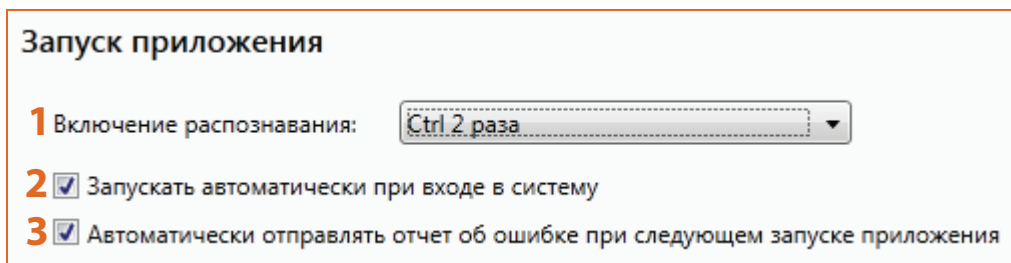 Запуск приложения
1 Включение распознавания: Ctrl 2 раза
2 Запускать автоматически при входе в систему
3 Автоматически отправлять отчет об ошибке при следующем запуске приложения